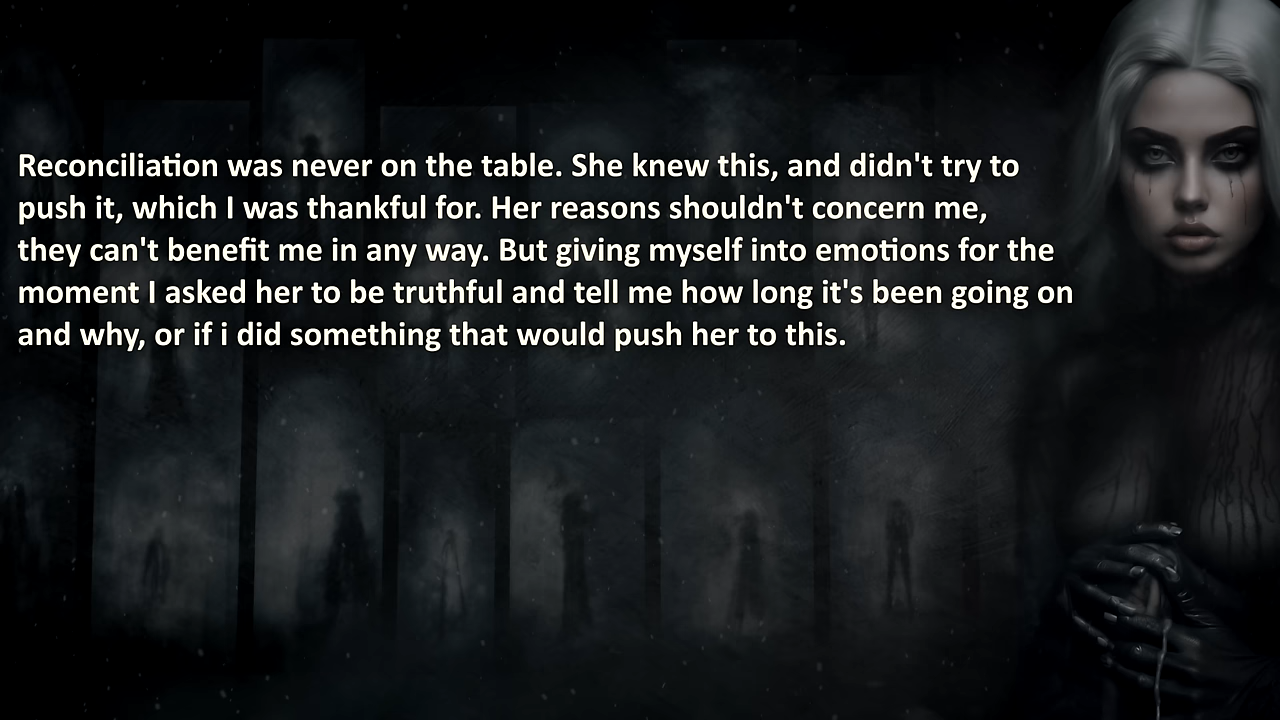 Reconciliation was never on the table. She knew this, and didn't try to
push it, which I was thankful for. Her reasons shouldn't concern me,
they can't benefit me in any way. But giving myself into emotions for the
moment I asked her to be truthful and tell me how long it's been going on
and why, or if i did something that would push her to this.